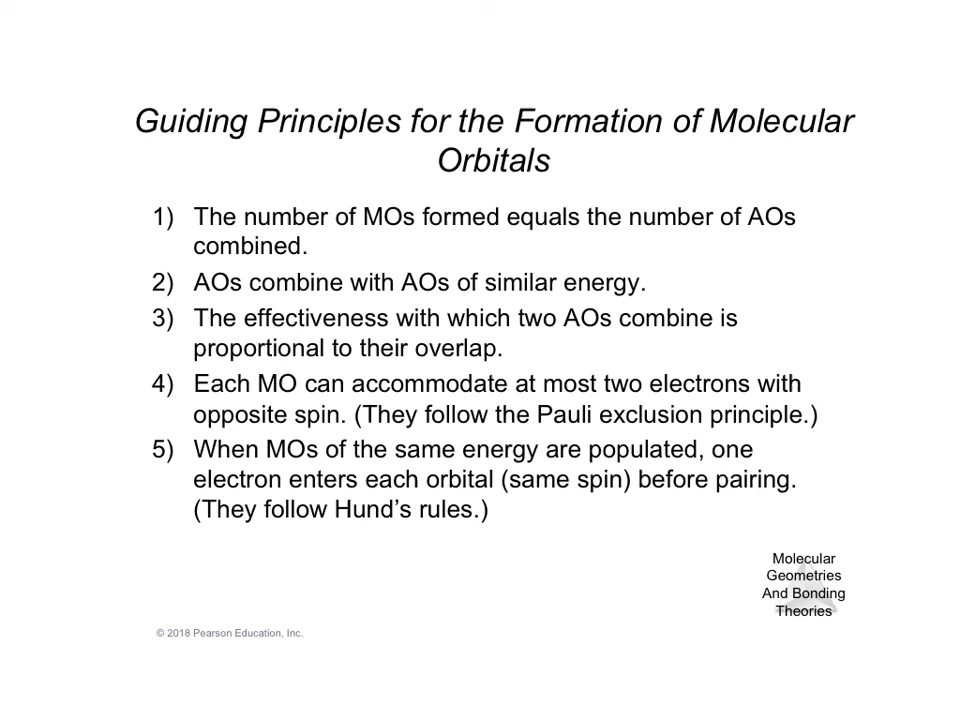 Guiding Principles for the Formation of Molecular
Orbitals
1) The number of MOs formed equals the number of AOs
combined.
2) AOs combine with AOs of similar energy.
3) The effectiveness with which two AOs combine is
proportional to their overlap.
4) Each MO can accommodate at most two electrons with
opposite spin. (They follow the Pauli exclusion principle.)
5) When MOs of the same energy are populated, one
electron enters each orbital (same spin) before pairing.
(They follow Hund’s rules.)
Molecular
Geometries
And Bonding
Theories
© 2018 Pearson Education, Inc.